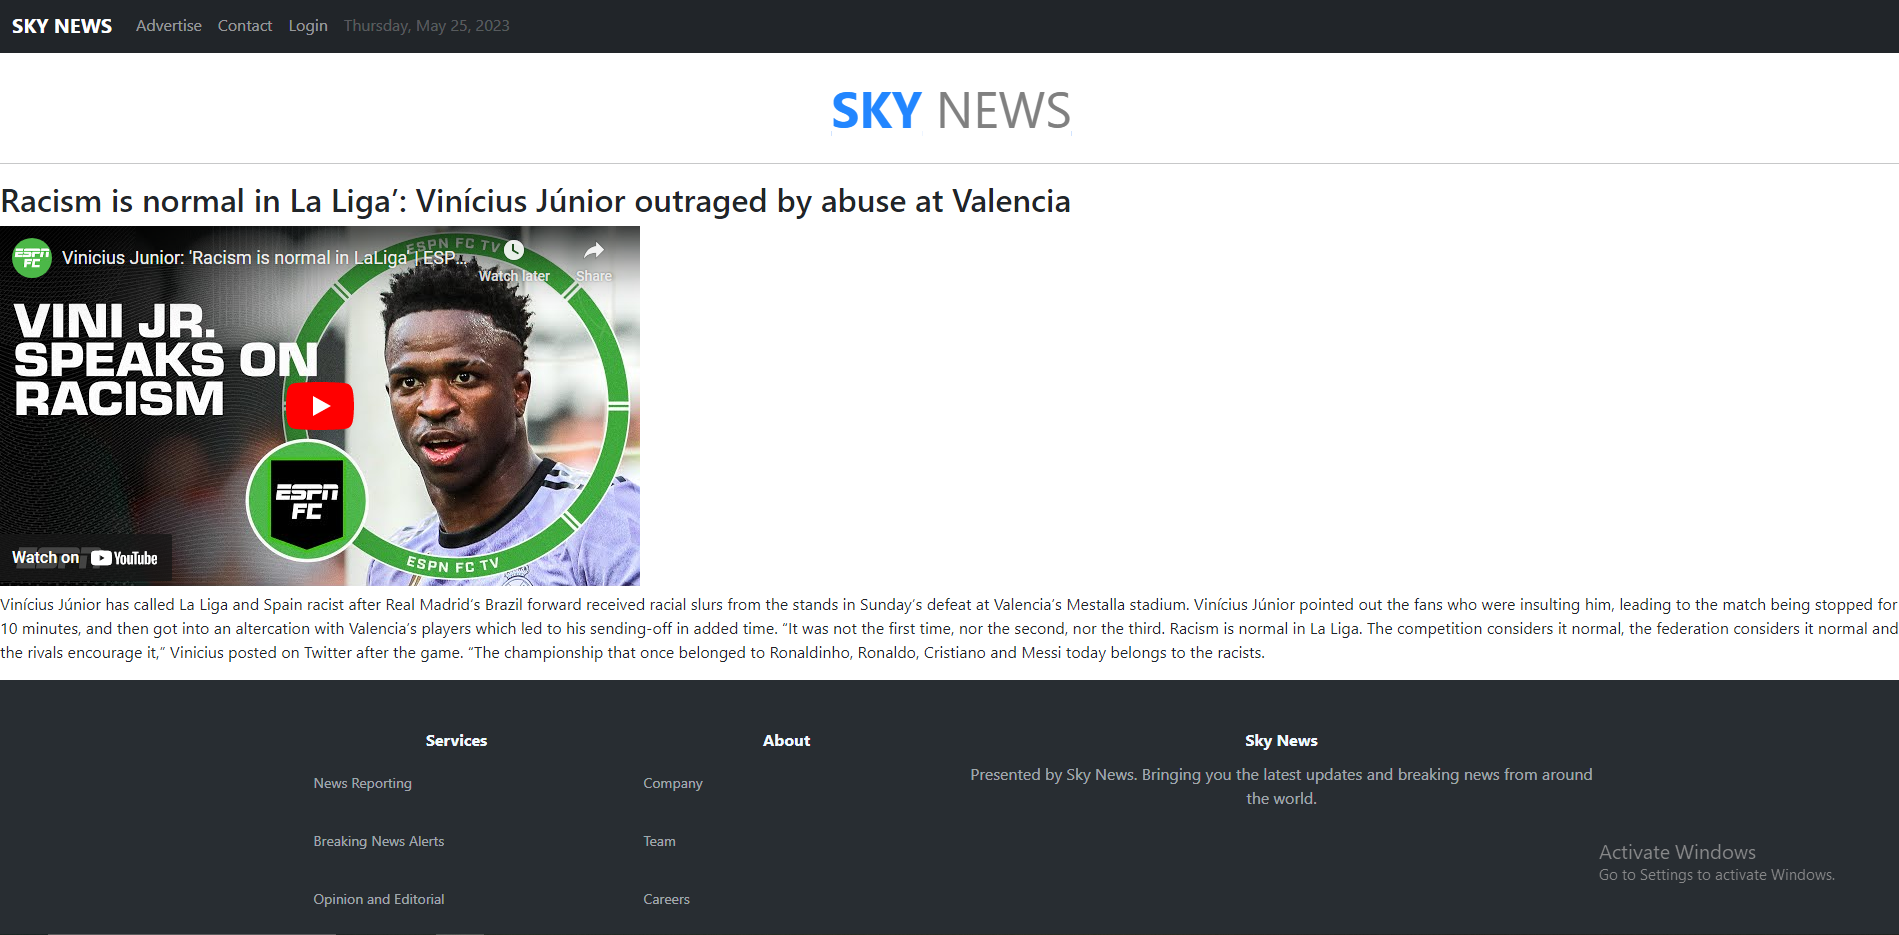 SKY NEWS Advertise Contact Login Thursday, May 25, 2023
SKY NEWS
Racism is normal in La Liga’: Vinícius Júnior outraged by abuse at Valencia
ESPN FC TV
ESPN FC
Vinicius Junior: 'Racism is normal in LaLiga' | ESP...
Watch later
Share
VINI JR.
SPEAKS ON
RACISM
ESPN
FC
ESPN FC TV
Watch on YouTube
Vinícius Júnior has called La Liga and Spain racist after Real Madrid’s Brazil forward received racial slurs from the stands in Sunday’s defeat at Valencia’s Mestalla stadium. Vinícius Júnior pointed out the fans who were insulting him, leading to the match being stopped for
10 minutes, and then got into an altercation with Valencia’s players which led to his sending-off in added time. “It was not the first time, nor the second, nor the third. Racism is normal in La Liga. The competition considers it normal, the federation considers it normal and
the rivals encourage it,” Vinicius posted on Twitter after the game. “The championship that once belonged to Ronaldinho, Ronaldo, Cristiano and Messi today belongs to the racists.
Services
News Reporting
Breaking News Alerts
Opinion and Editorial
About
Company
Team
Careers
Sky News
Presented by Sky News. Bringing you the latest updates and breaking news from around
the world.
Activate Windows
Go to Settings to activate Windows.